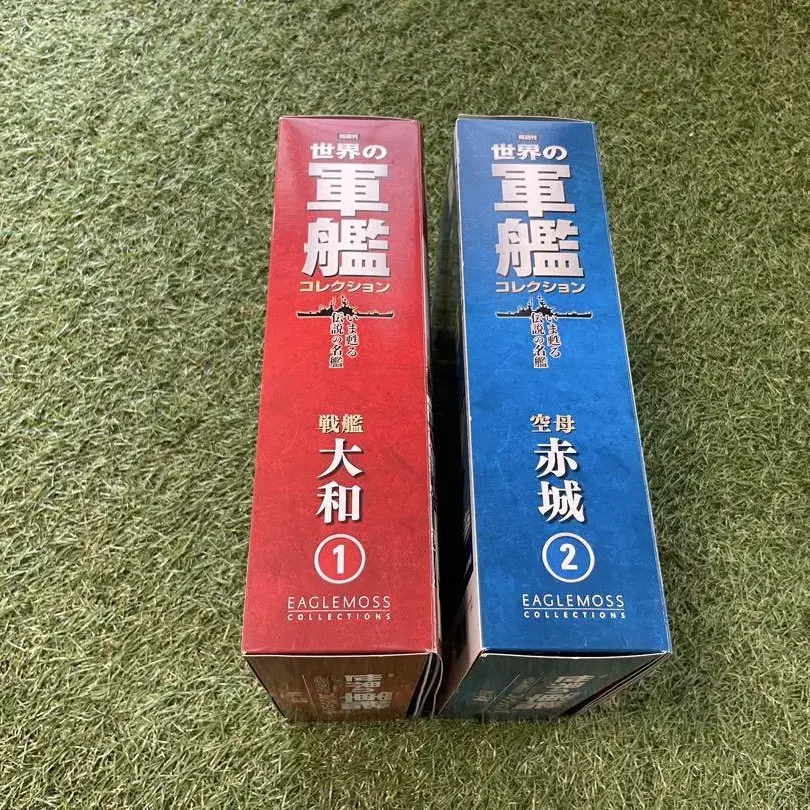 隔週刊
世界の
軍艦
コレクション
いま甦る
伝説の名艦
戦艦
大和
1
EAGLEMOSS
COLLECTIONS
隔週刊
世界の
軍艦
コレクション
いま甦る
伝説の名艦
空母
赤城
2
EAGLEMOSS
COLLECTIONS